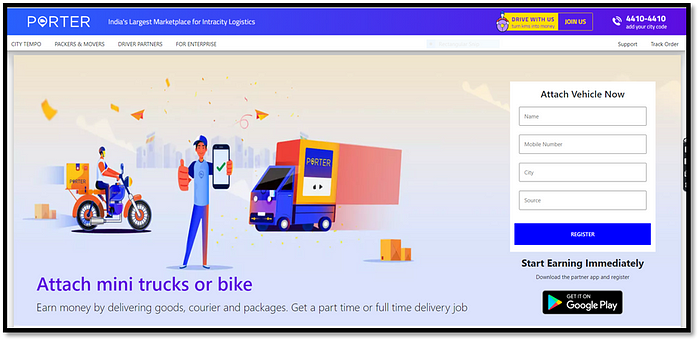 PORTER
India's Largest Marketplace for Intracity Logistics
DRIVE WITH US
turn miles into money
JOIN US
4410-4410
add your city code
CITY TEMPO
PACKERS & MOVERS
DRIVER PARTNERS
FOR ENTERPRISE
Support
Track Order
Attach Vehicle Now
Name
Mobile Number
City
Source
REGISTER
PORTER
PORTER
Start Earning Immediately
Download the partner app and register
GET IT ON
Google Play
Attach mini trucks or bike
Earn money by delivering goods, courier and packages. Get a part time or full time delivery job